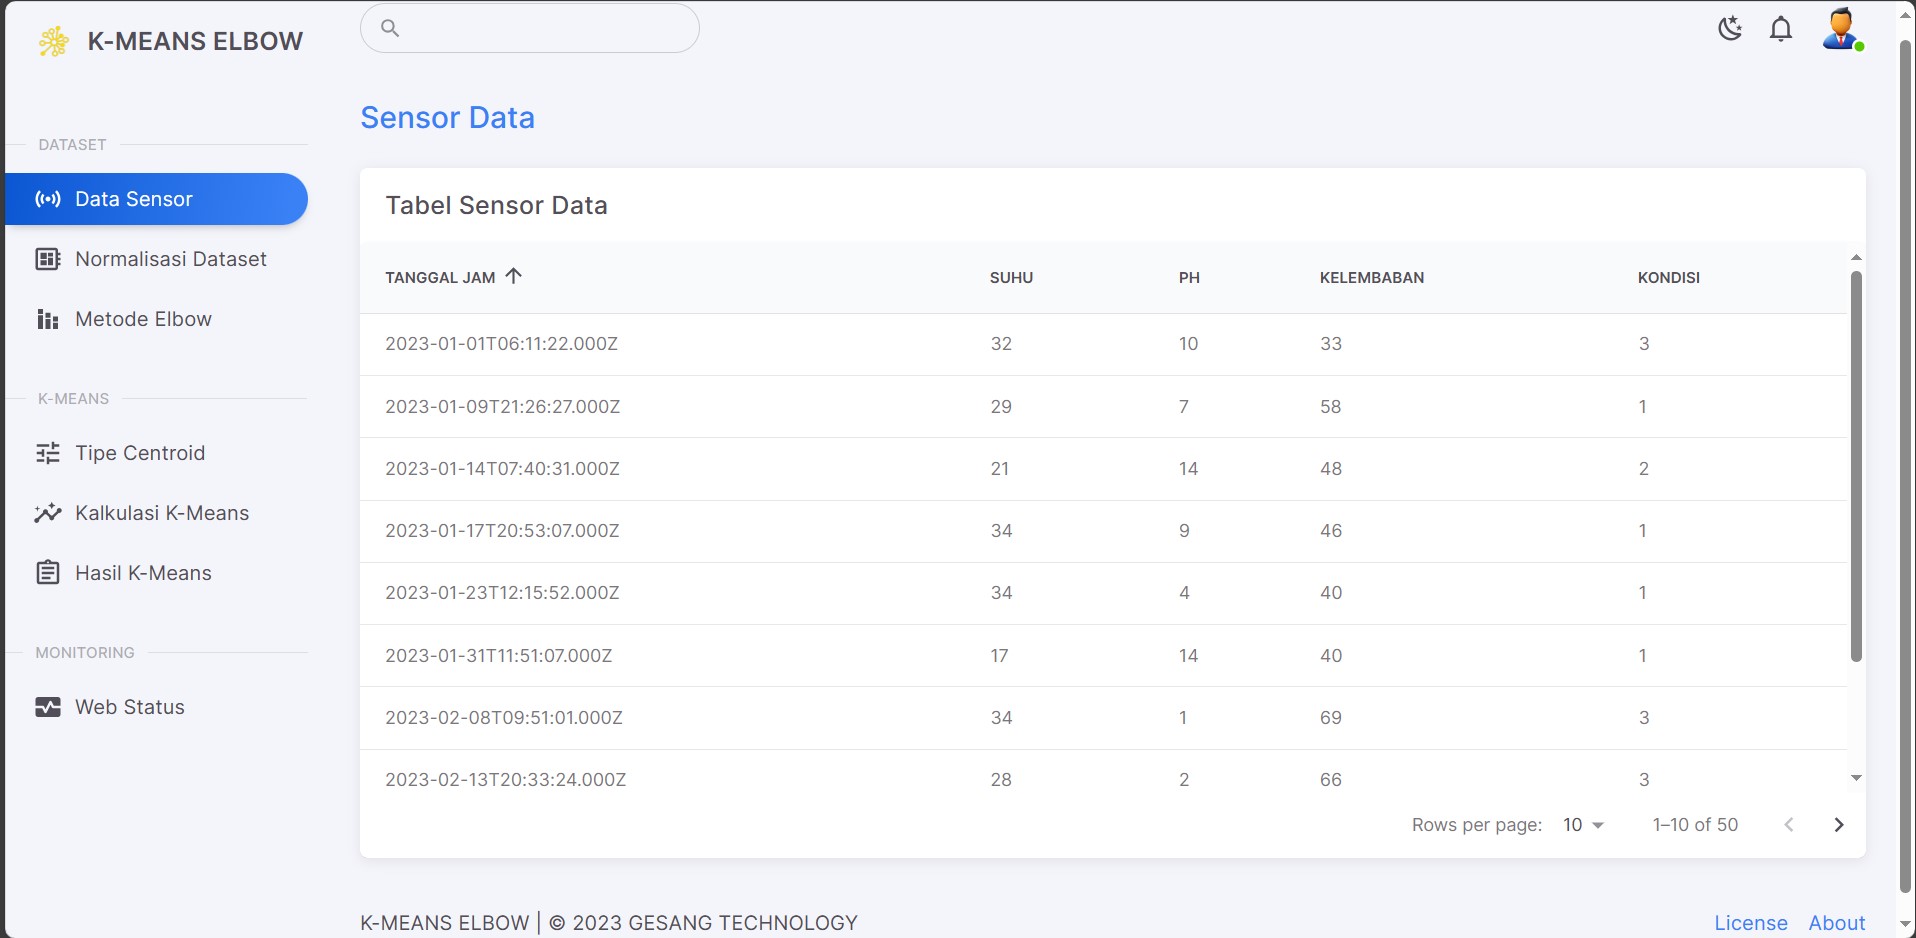 K-MEANS ELBOW
DATASET
Data Sensor
Normalisasi Dataset
Metode Elbow
K-MEANS
Tipe Centroid
Kalkulasi K-Means
Hasil K-Means
MONITORING
Web Status
Sensor Data
Tabel Sensor Data
TANGGAL JAM SUHU PH KELEMBABAN KONDISI
2023-01-01T06:11:22.000Z 32 10 33 3
2023-01-09T21:26:27.000Z 29 7 58 1
2023-01-14T07:40:31.000Z 21 14 48 2
2023-01-17T20:53:07.000Z 34 9 46 1
2023-01-23T12:15:52.000Z 34 4 40 1
2023-01-31T11:51:07.000Z 17 14 40 1
2023-02-08T09:51:01.000Z 34 1 69 3
2023-02-13T20:33:24.000Z 28 2 66 3
Rows per page: 10 1–10 of 50
K-MEANS ELBOW | © 2023 GESANG TECHNOLOGY
License About